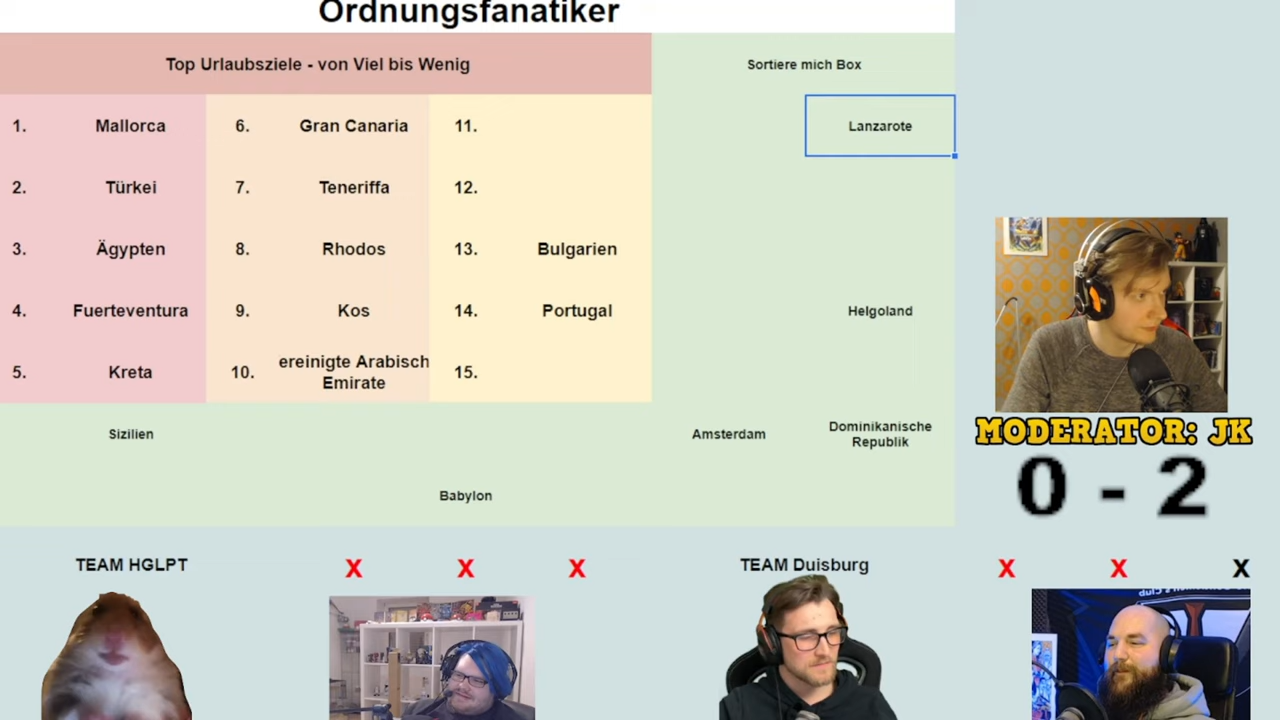 Ordnungsfanatiker
Top Urlaubsziele - von Viel bis Wenig
Sortiere mich Box
1. Mallorca 6. Gran Canaria 11. Lanzarote
2. Türkei 7. Teneriffa 12.
3. Ägypten 8. Rhodos 13. Bulgarien
4. Fuerteventura 9. Kos 14. Portugal Helgoland
5. Kreta 10. ereinigte Arabisch
Emirate 15.
Sizilien Amsterdam Dominikanische
Republik
Babylon
MODERATOR: JK
0 - 2
TEAM HGLPT X X X TEAM Duisburg X X X